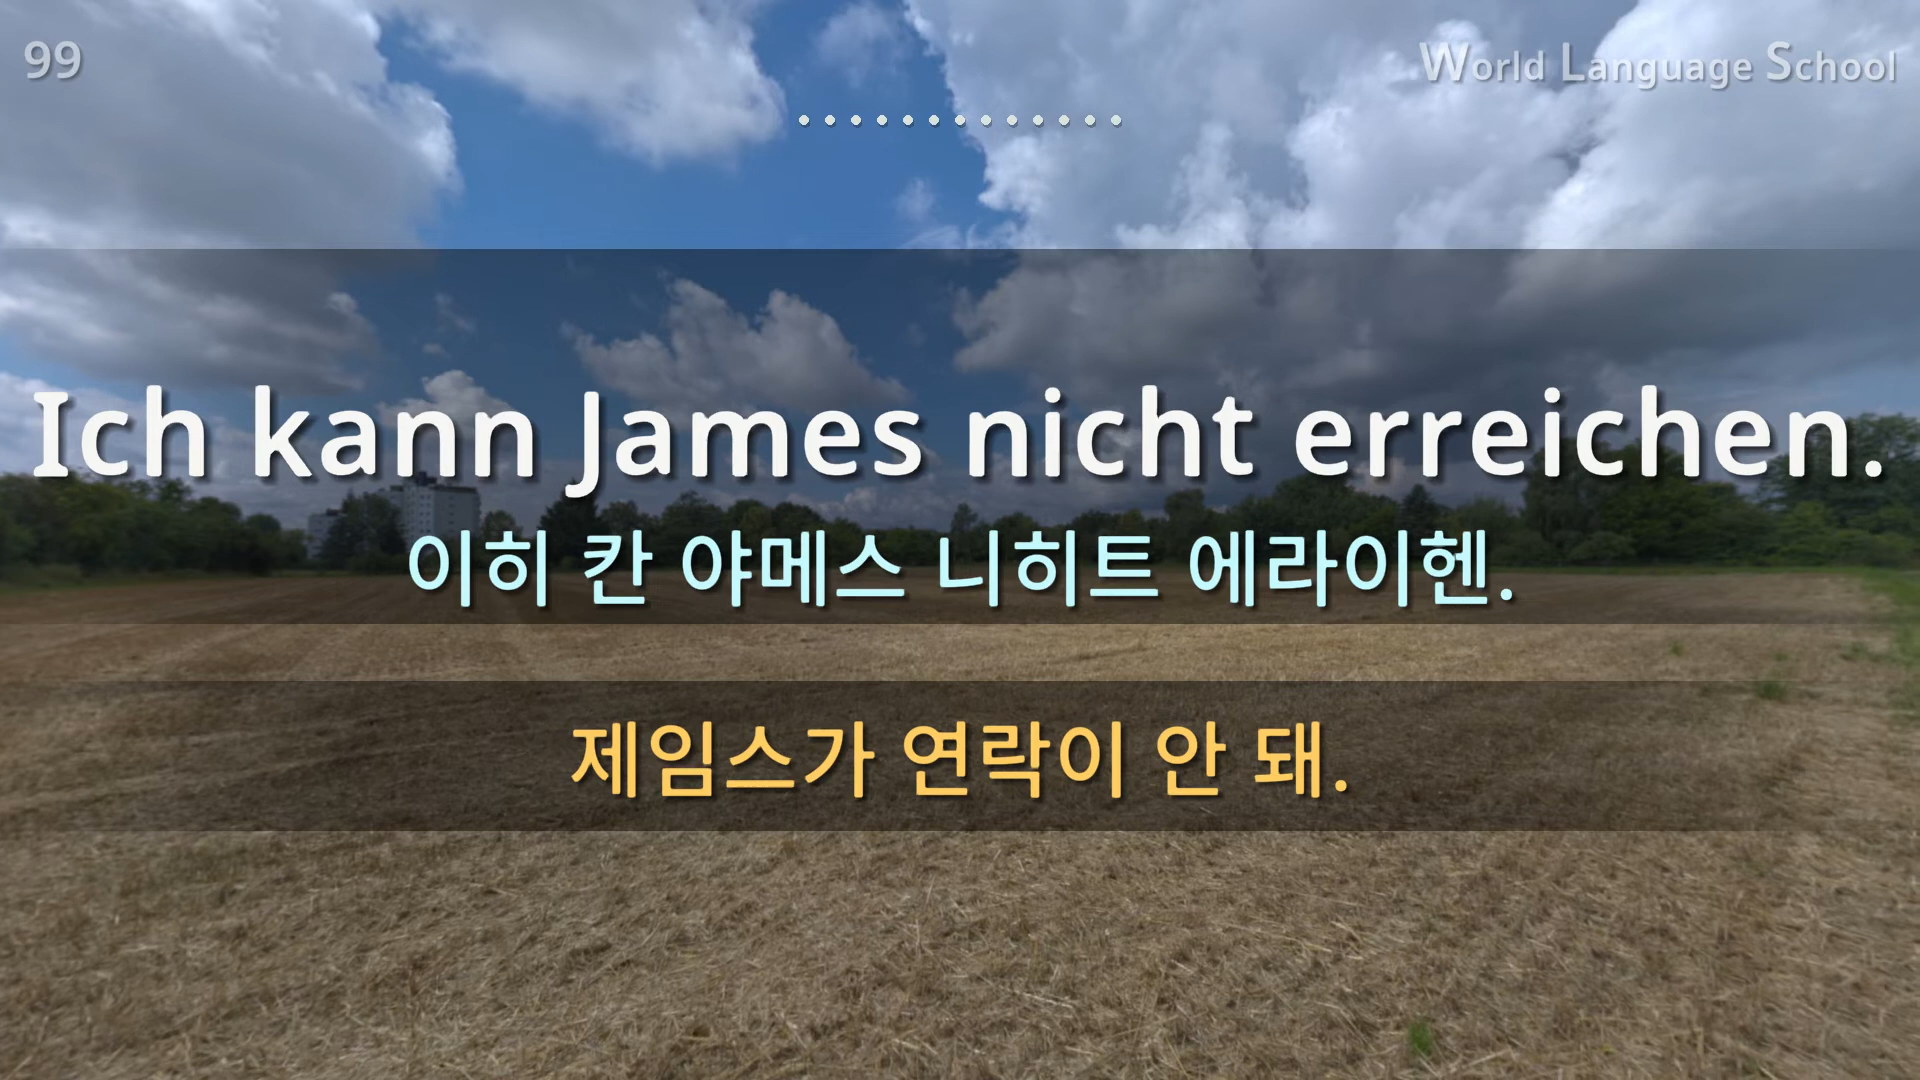 99
World Language School
Ich kann James nicht erreichen.
이히 칸 야메스 니히트 에라이헨.
제임스가 연락이 안 돼.